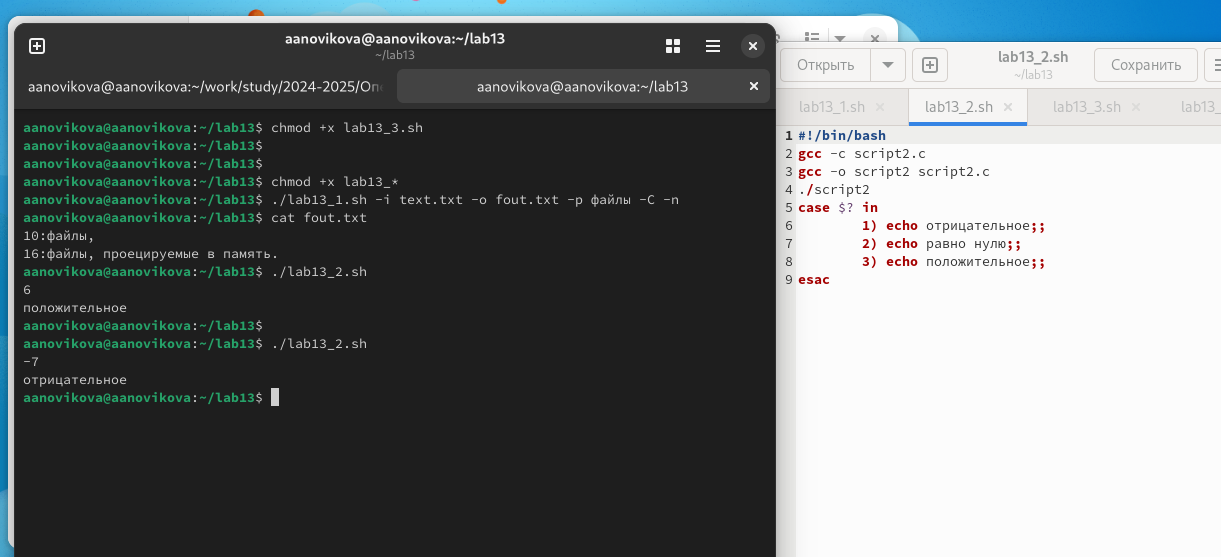 aanovikova@aanovikova:~/lab13
~/lab13
aanovikova@aanovikova:~/work/study/2024-2025/Опе
aanovikova@aanovikova:~/lab13
aanovikova@aanovikova:~/lab13$ chmod +x lab13_3.sh
aanovikova@aanovikova:~/lab13$
aanovikova@aanovikova:~/lab13$
aanovikova@aanovikova:~/lab13$ chmod +x lab13_*
aanovikova@aanovikova:~/lab13$ ./lab13_1.sh -i text.txt -o fout.txt -p файлы -C -n
aanovikova@aanovikova:~/lab13$ cat fout.txt
10:файлы,
16:файлы, проецируемые в память.
aanovikova@aanovikova:~/lab13$ ./lab13_2.sh
6
положительное
aanovikova@aanovikova:~/lab13$
aanovikova@aanovikova:~/lab13$ ./lab13_2.sh
-7
отрицательное
aanovikova@aanovikova:~/lab13$
Открыть
lab13_2.sh
~/lab13
Сохранить
lab13_1.sh
lab13_2.sh
lab13_3.sh
lab13_
1 #!/bin/bash
2 gcc -c script2.c
3 gcc -o script2 script2.c
4 ./script2
5 case $? in
6 1) echo отрицательное;;
7 2) echo равно нулю;;
8 3) echo положительное;;
9 esac